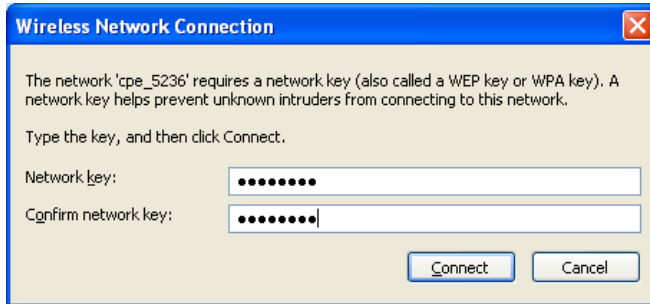 Wireless Network Connection
The network 'cpe_5236' requires a network key (also called a WEP key or WPA key). A
network key helps prevent unknown intruders from connecting to this network.
Type the key, and then click Connect.
Network key: ●●●●●●●●
Confirm network key: ●●●●●●●●
Connect Cancel